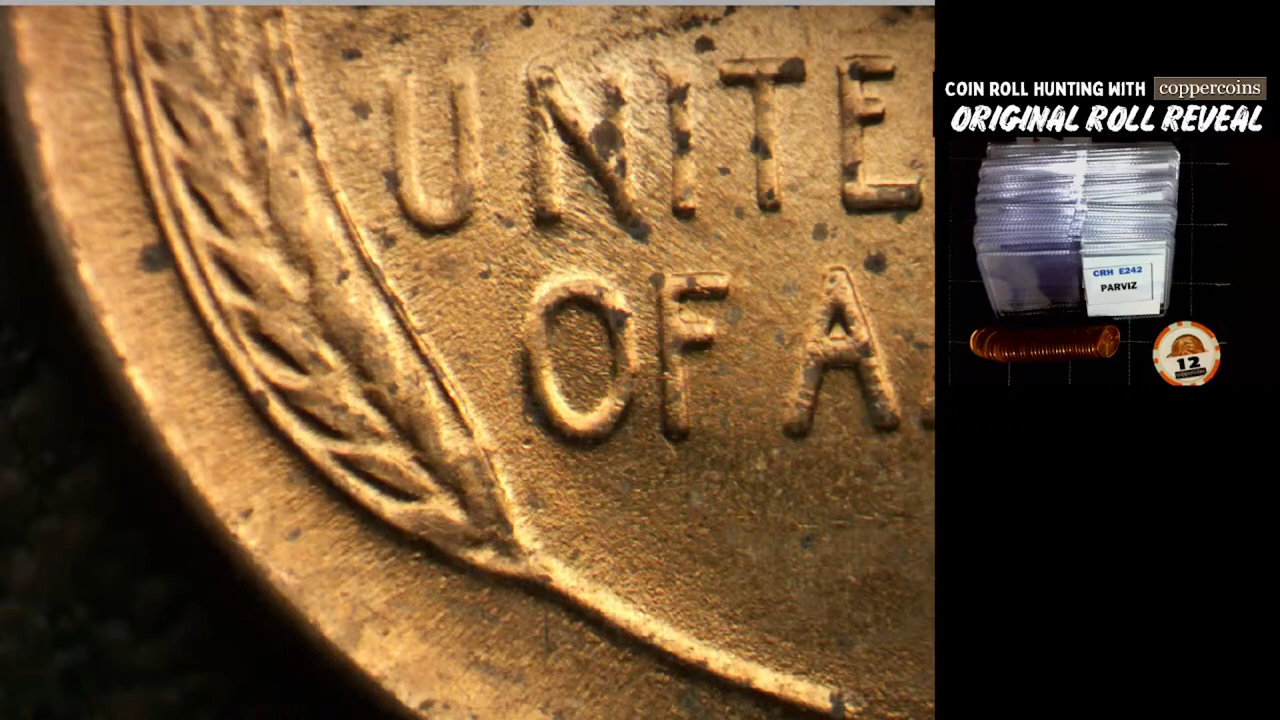 UNITE
OF A
COIN ROLL HUNTING WITH coppercoins
ORIGINAL ROLL REVEAL
CRH E242
PARVIZ
12